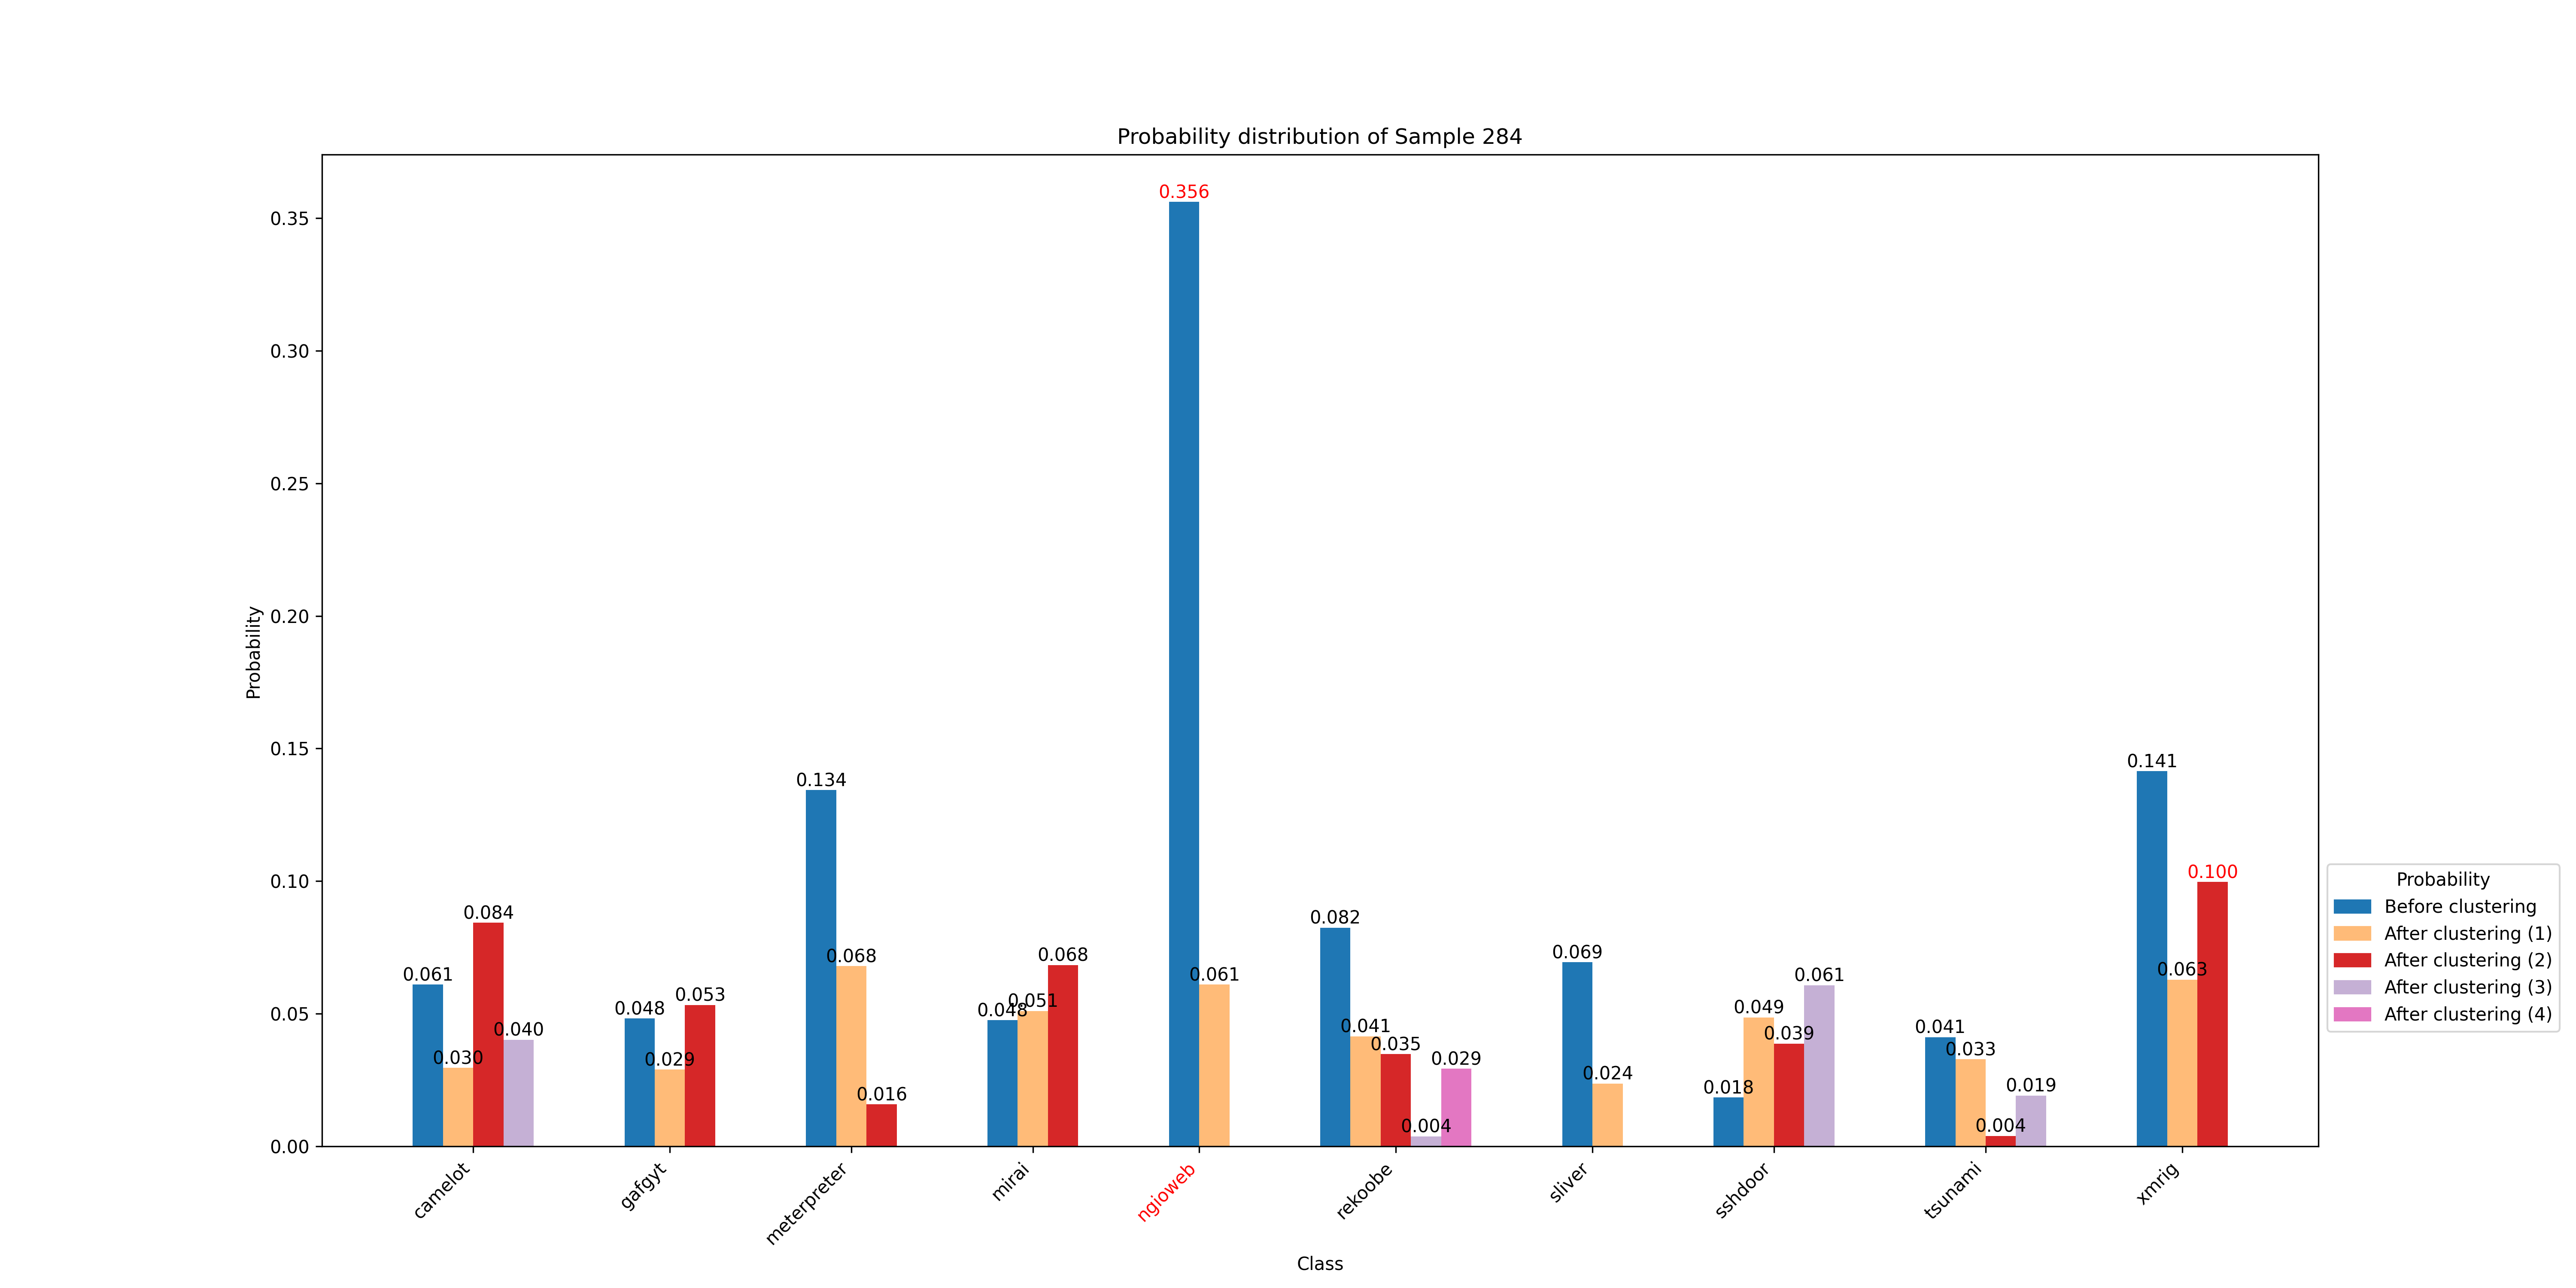 Probability distribution of Sample 284
Probability
0.35
0.30
0.25
0.20
0.15
0.10
0.05
0.00
0.061
0.030
0.084
0.040
0.048
0.029
0.053
0.134
0.068
0.016
0.048
0.051
0.068
0.356
0.061
0.082
0.041
0.035
0.004
0.029
0.069
0.024
0.018
0.049
0.039
0.061
0.041
0.033
0.004
0.019
0.141
0.063
0.100
camelot
gafgyt
meterpreter
mirai
ngioweb
rekoobe
sliver
sshdoor
tsunami
xmrig
Class
Probability
Before clustering
After clustering (1)
After clustering (2)
After clustering (3)
After clustering (4)